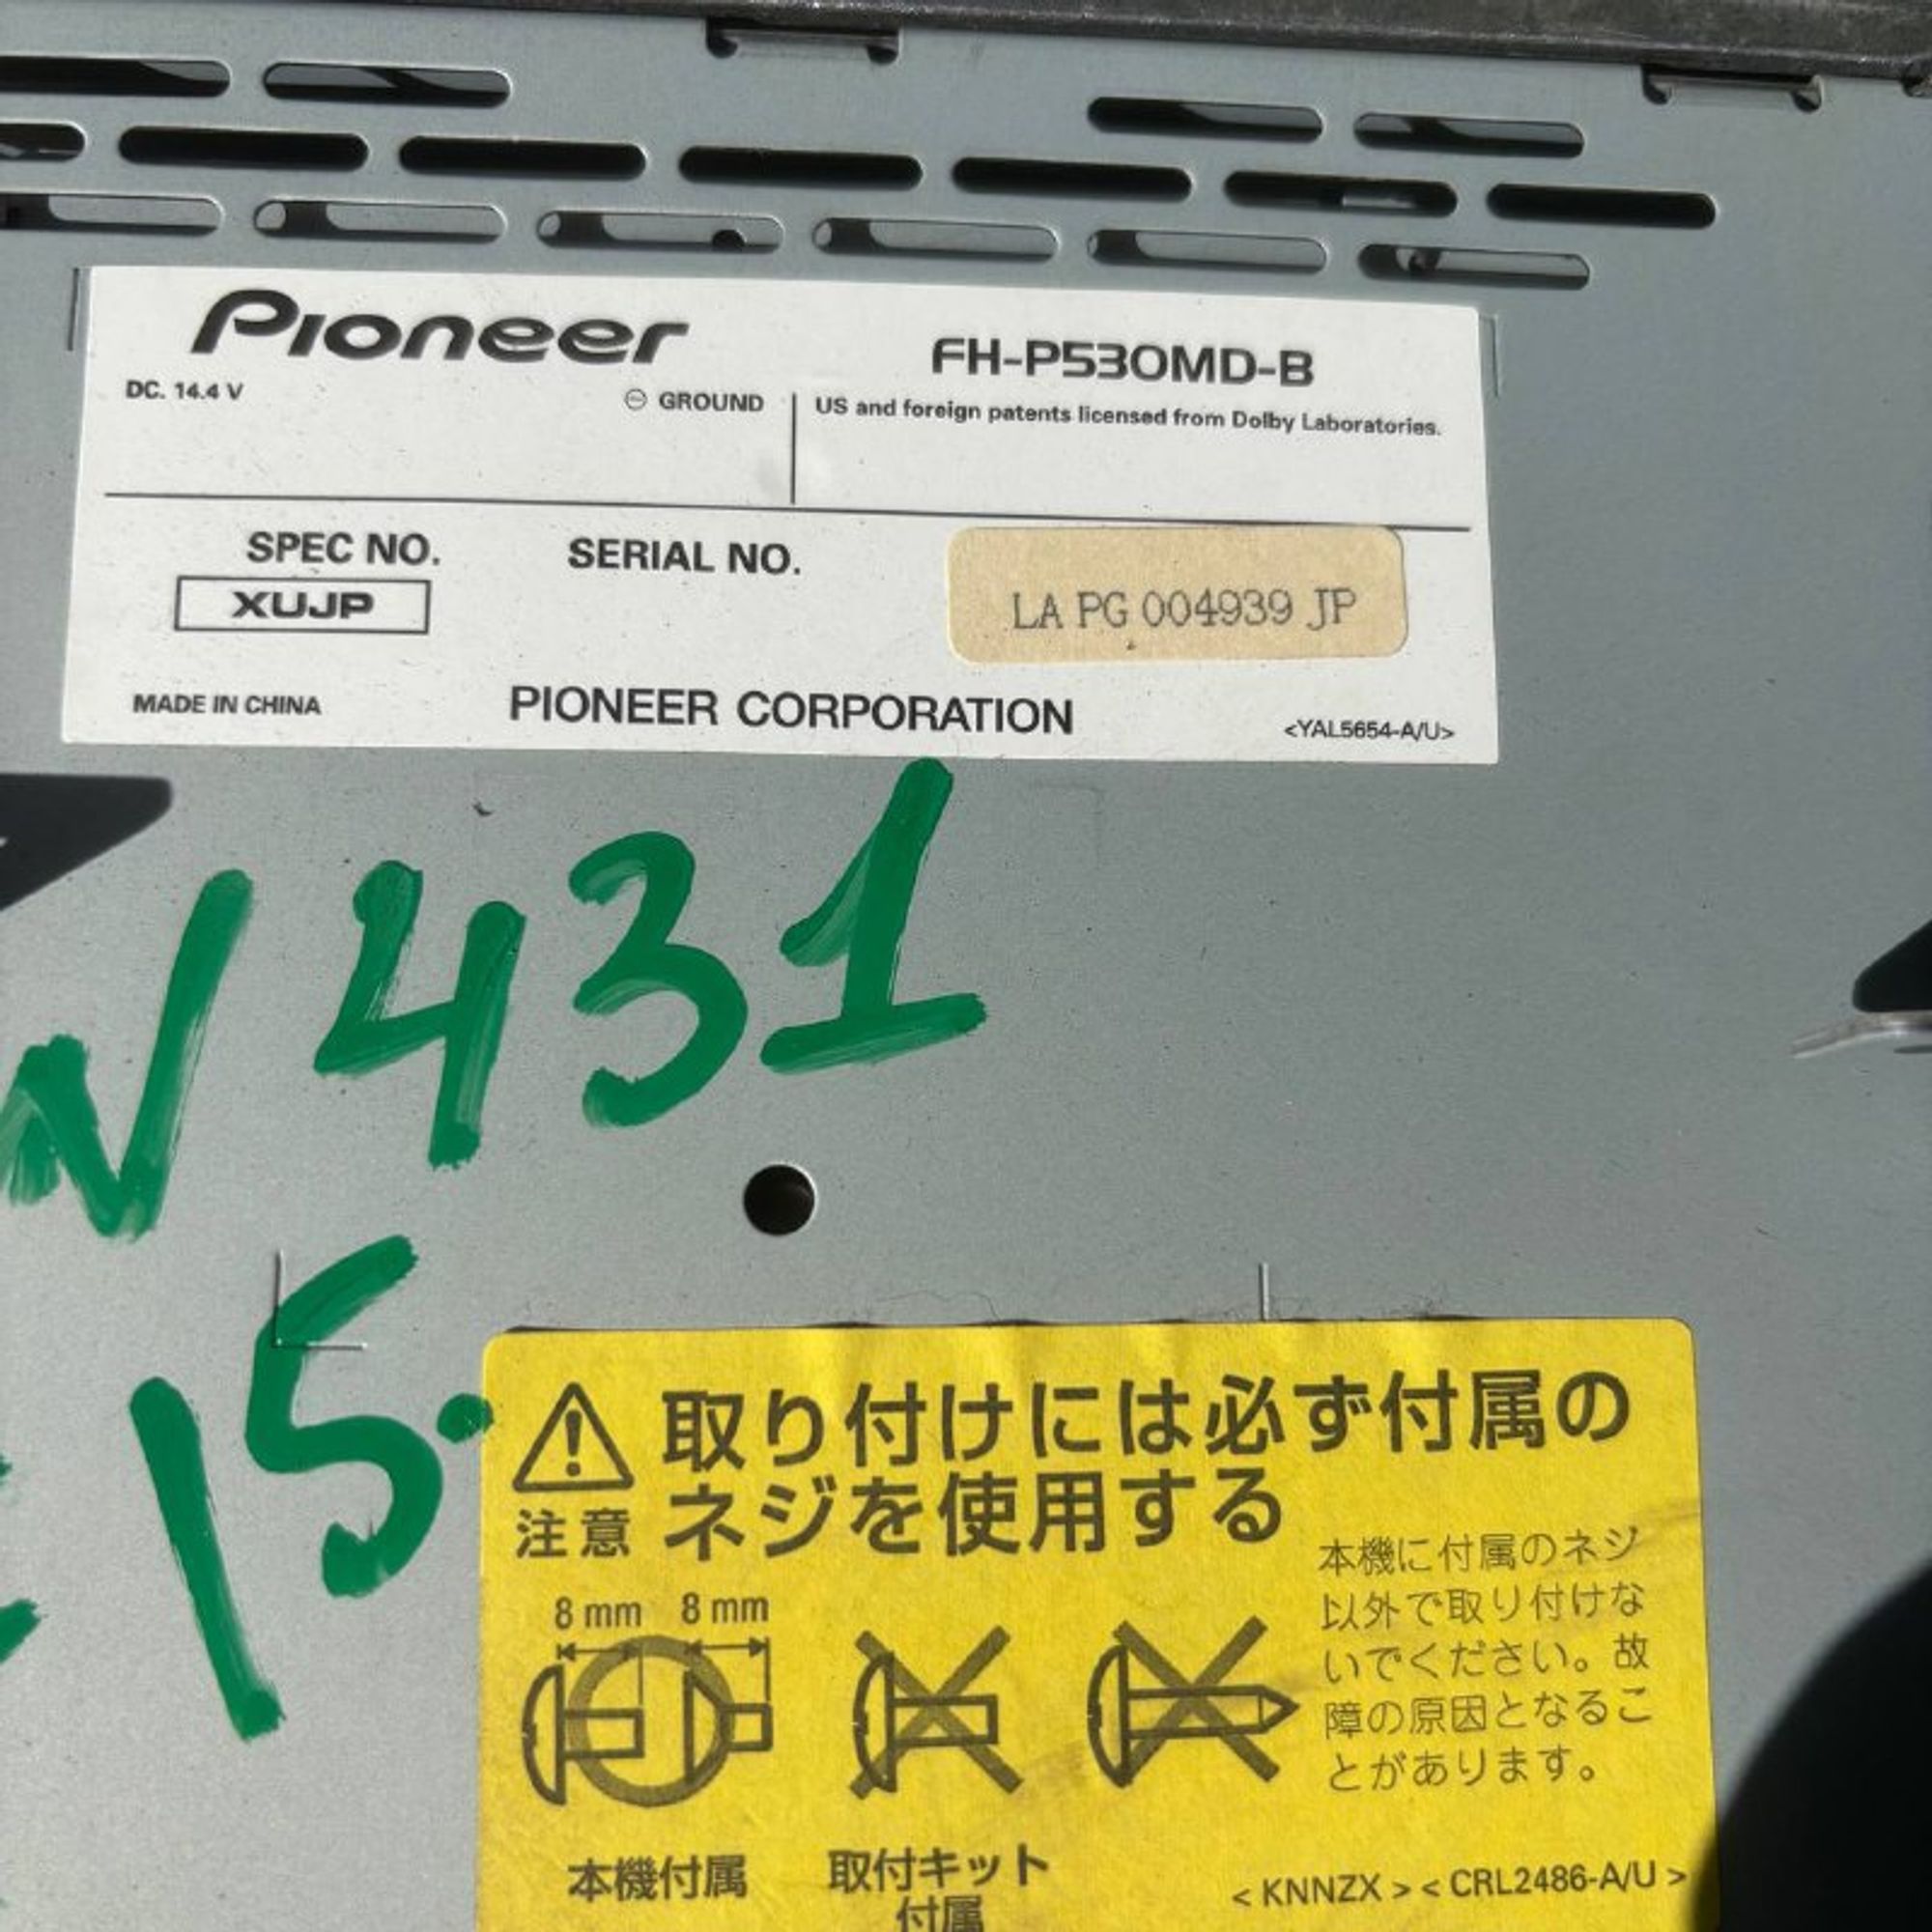 Pioneer
FH-P530MD-B
DC. 14.4 V
⊖ GROUND
US and foreign patents licensed from Dolby Laboratories.
SPEC NO.
XUJP
SERIAL NO.
LA PG 004939 JP
MADE IN CHINA
PIONEER CORPORATION
<YAL5654-A/U>
431
15.
注意
取り付けには必ず付属の
ネジを使用する
8 mm 8 mm
本機に付属のネジ
以外で取り付けな
いでください。故
障の原因となるこ
とがあります。
本機付属
取付キット
付属
< KNNZX > < CRL2486-A/U >